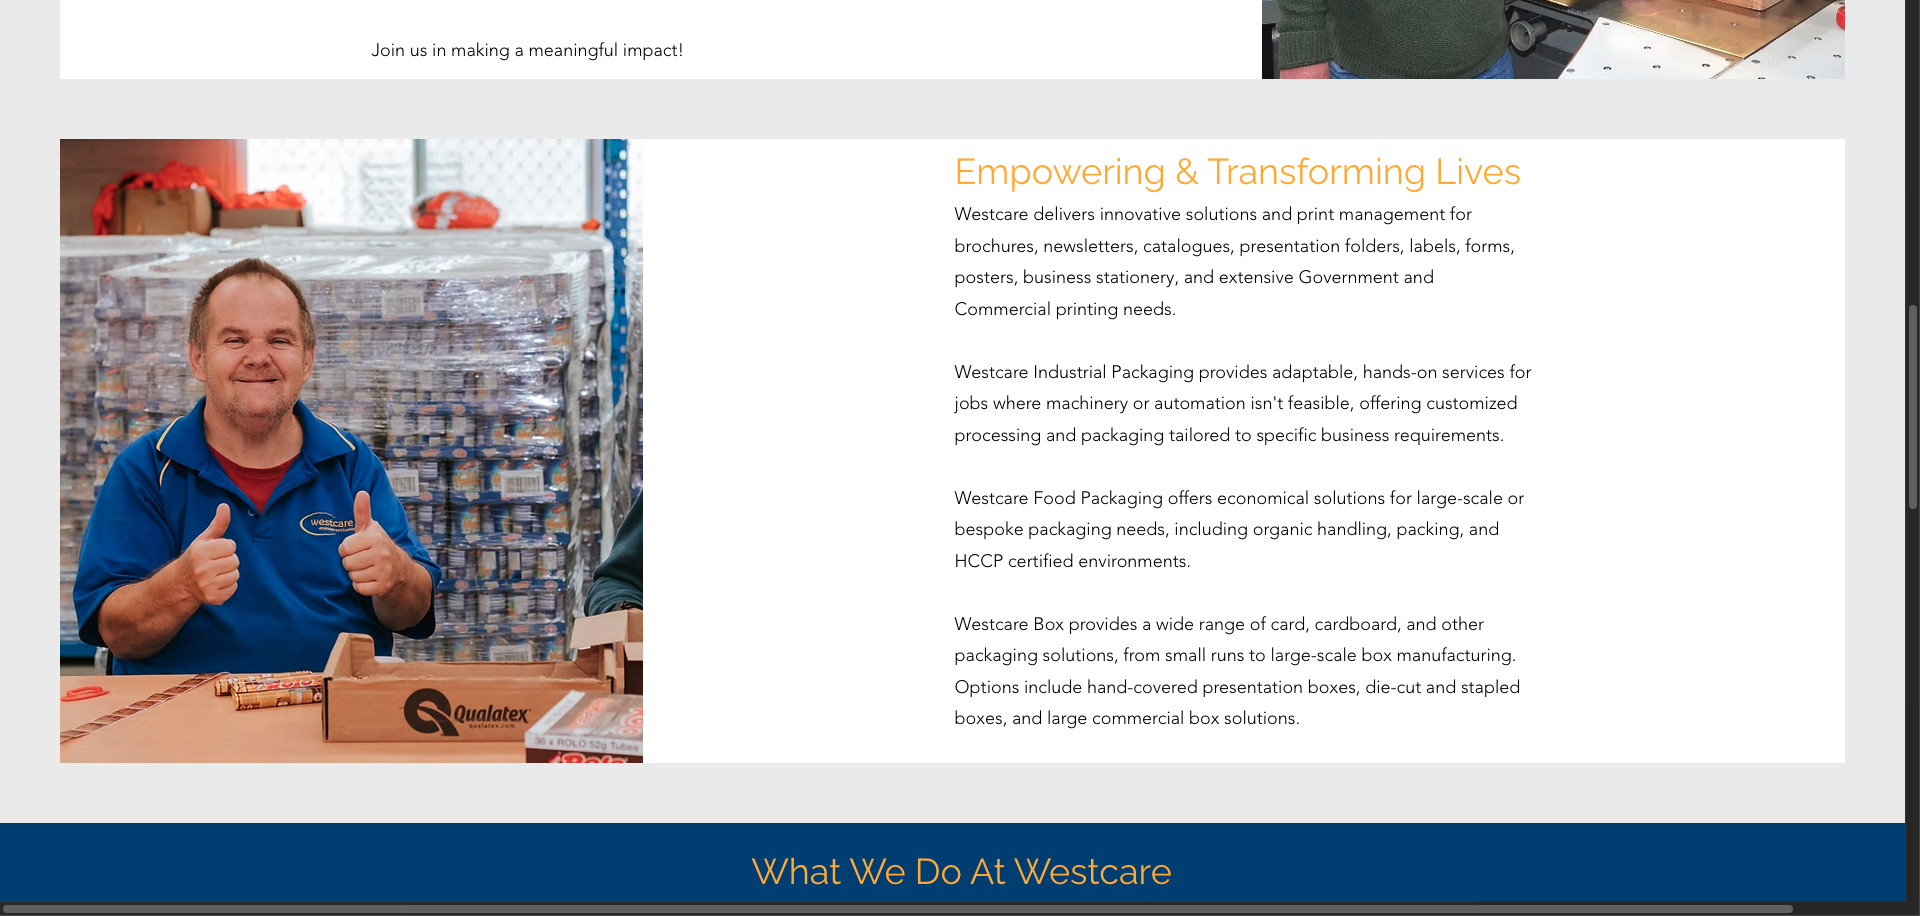 Join us in making a meaningful impact!
Empowering & Transforming Lives
Westcare delivers innovative solutions and print management for
brochures, newsletters, catalogues, presentation folders, labels, forms,
posters, business stationery, and extensive Government and
Commercial printing needs.
Westcare Industrial Packaging provides adaptable, hands-on services for
jobs where machinery or automation isn't feasible, offering customized
processing and packaging tailored to specific business requirements.
Westcare Food Packaging offers economical solutions for large-scale or
bespoke packaging needs, including organic handling, packing, and
HCCP certified environments.
Westcare Box provides a wide range of card, cardboard, and other
packaging solutions, from small runs to large-scale box manufacturing.
Options include hand-covered presentation boxes, die-cut and stapled
boxes, and large commercial box solutions.
westcare
Qualatex
qualatex.com
36 x ROLO 52g Tubes
Rolo
What We Do At Westcare